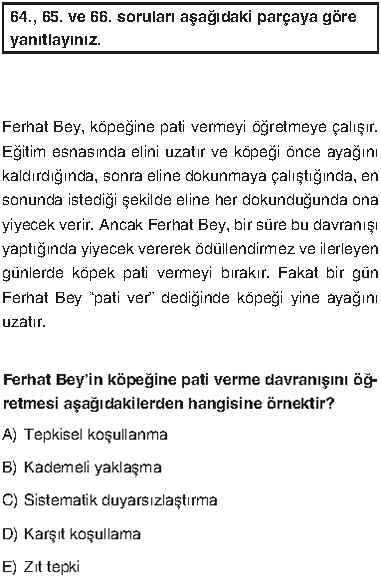 64., 65. ve 66. soruları aşağıdaki parçaya göre
yanıtlayınız.
Ferhat Bey, köpeğine pati vermeyi öğretmeye çalışır.
Eğitim esnasında elini uzatır ve köpeği önce ayağını
kaldırdığında, sonra eline dokunmaya çalıştığında, en
sonunda istediği şekilde eline her dokunduğunda ona
yiyecek verir. Ancak Ferhat Bey, bir süre bu davranışı
yaptığında yiyecek vererek ödüllendirmez ve ilerleyen
günlerde köpek pati vermeyi bırakır. Fakat bir gün
Ferhat Bey “pati ver” dediğinde köpeği yine ayağını
uzatır.
Ferhat Bey’in köpeğine pati verme davranışını öğ-
retmesi aşağıdakilerden hangisine örnektir?
A) Tepkisel koşullanma
B) Kademeli yaklaşma
C) Sistematik duyarsızlaştırma
D) Karşıt koşullama
E) Zıt tepki